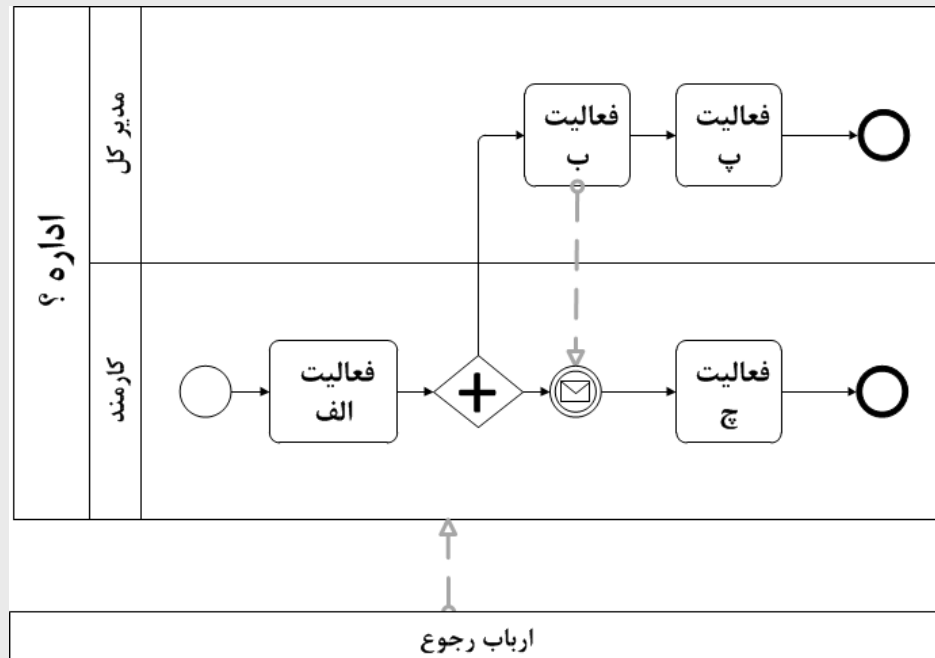 اداره ؟
مدیر کل
فعالیت
ب
فعالیت
پ
کارمند
فعالیت
الف
فعالیت
چ
ارباب رجوع